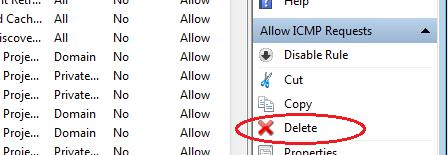 All No Allow Help
d Cach... All No Allow
iscove... All No Allow Allow ICMP Requests
Proje... Domain No Allow Disable Rule
Proje... Private... No Allow Cut
Proje... Private... No Allow Copy
Proje... Domain No Allow Delete
Proje... Domain No Allow
Private... No Allow Properties